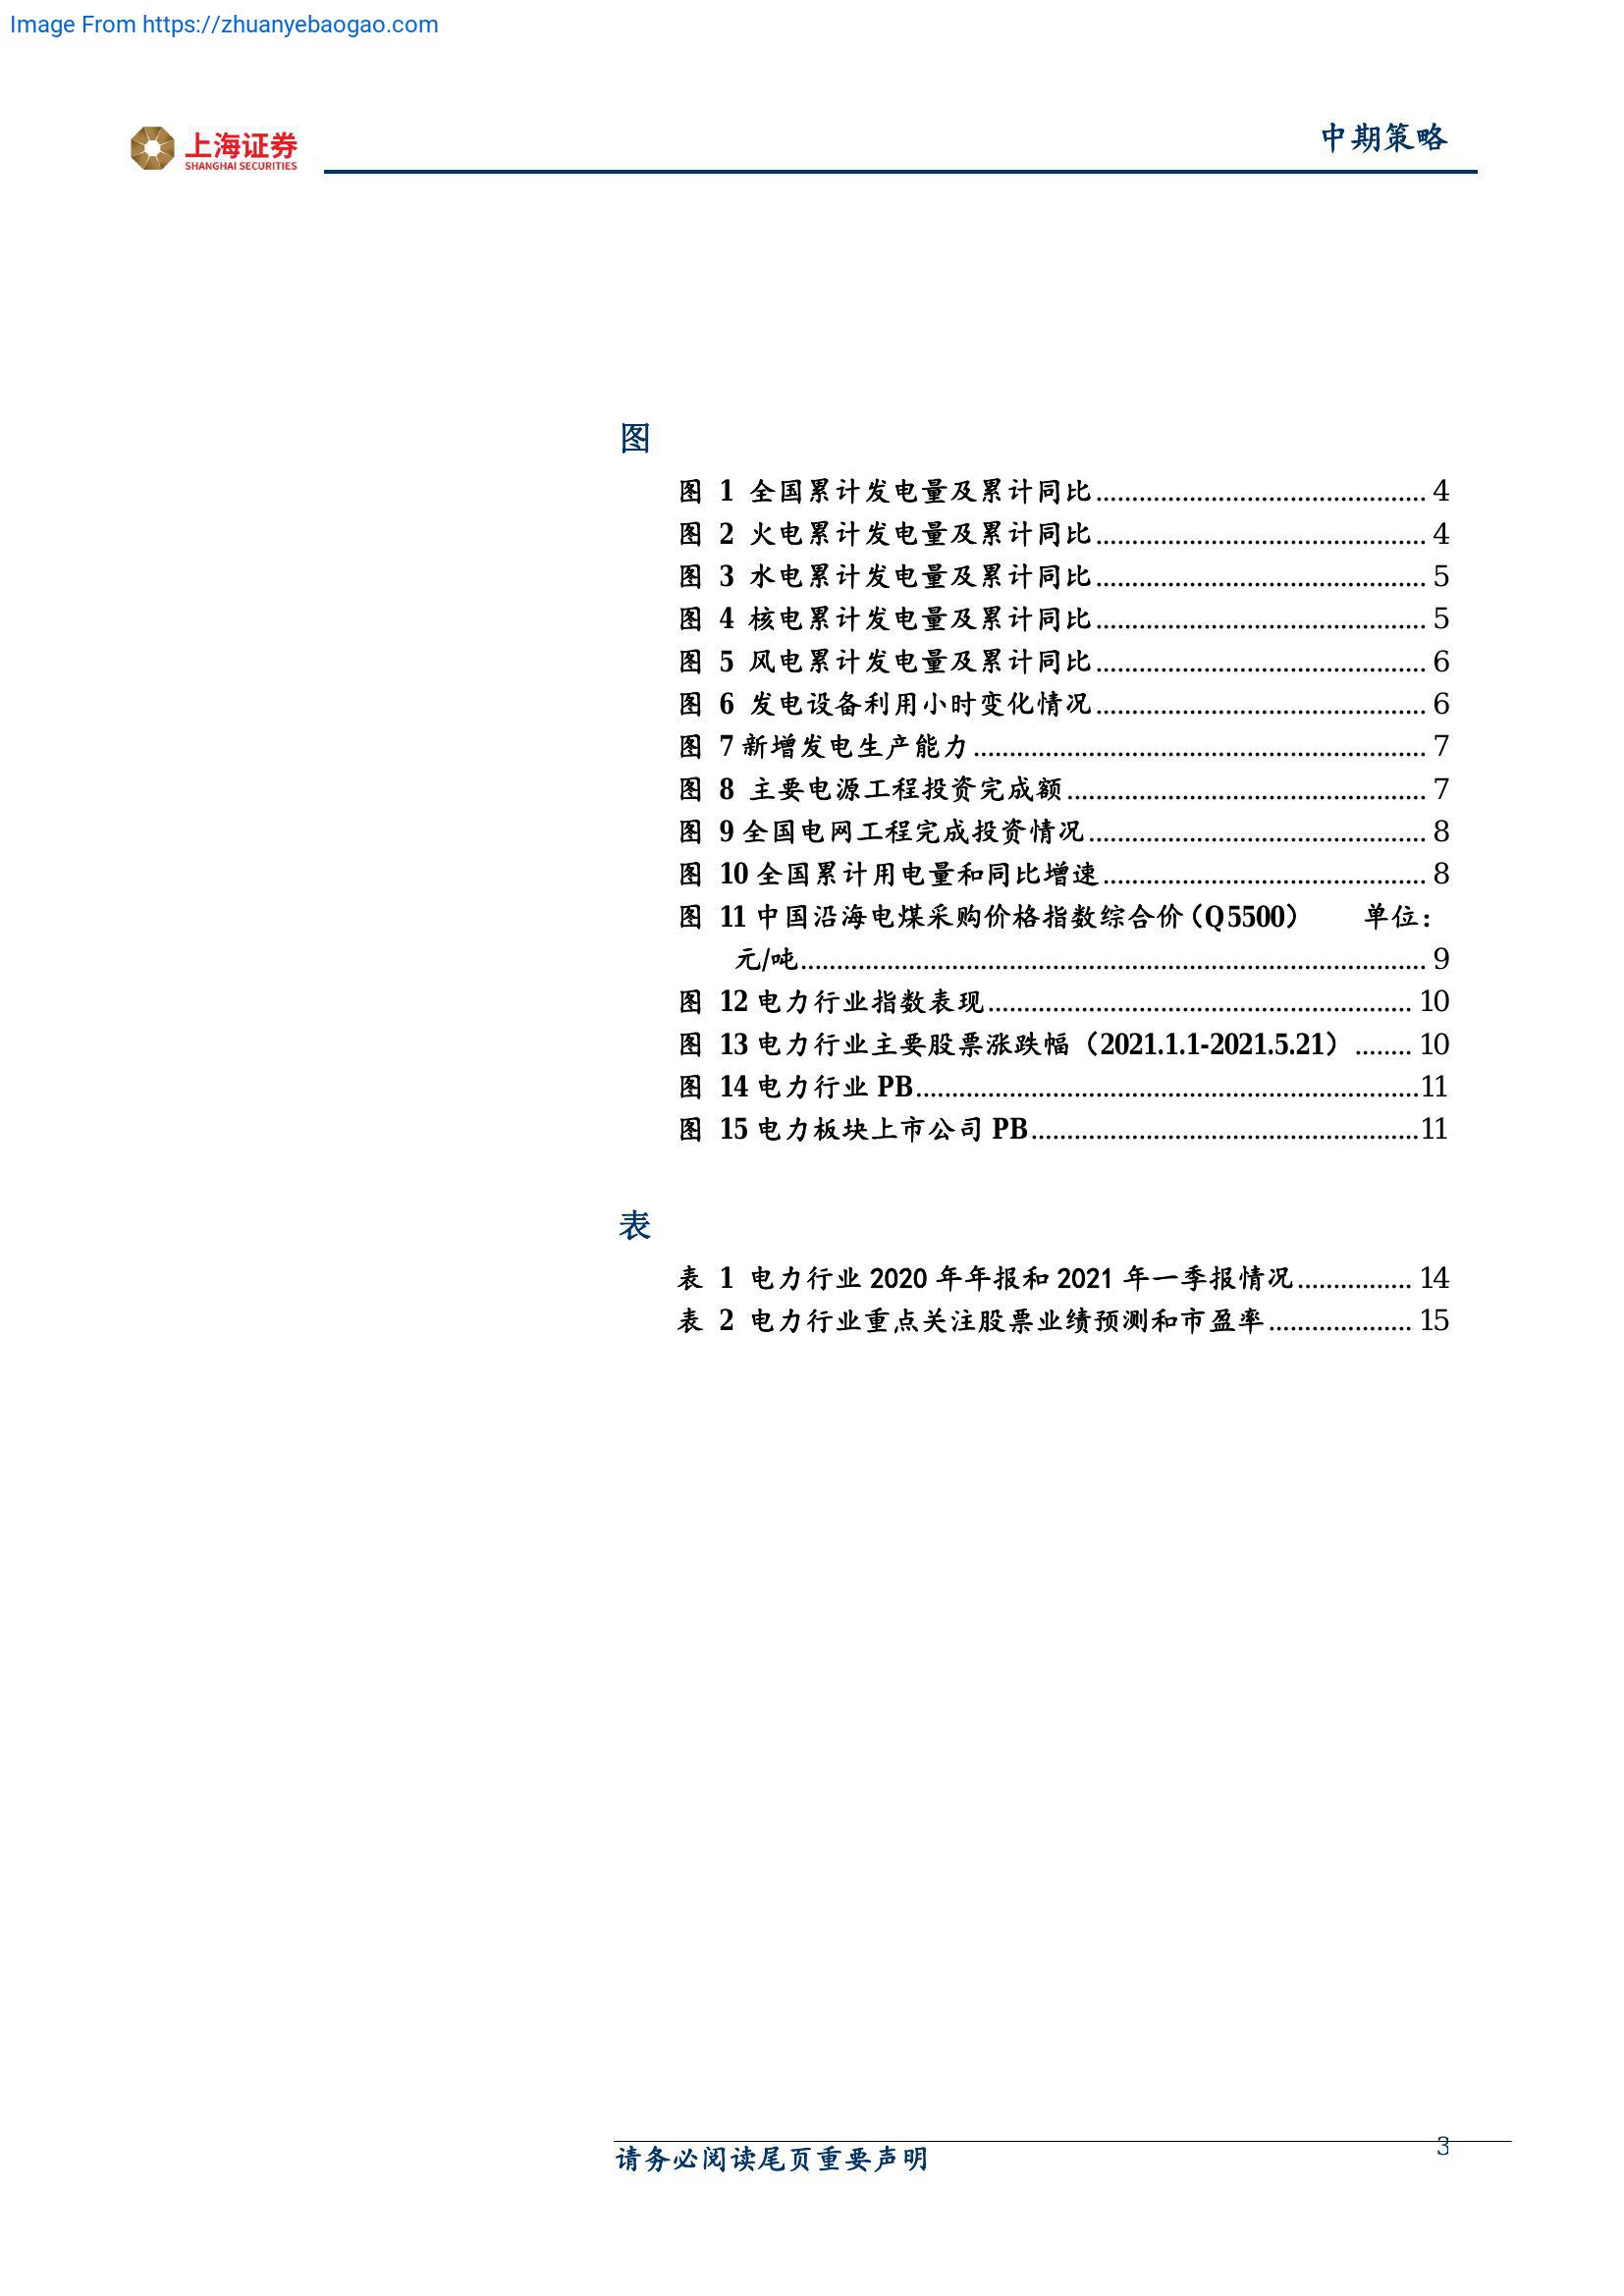 Image From https://zhuanyebaogao.com
上海证券
SHANGHAI SECURITIES
中期策略
图
图 1 全国累计发电量及累计同比.............................................. 4
图 2 火电累计发电量及累计同比.............................................. 4
图 3 水电累计发电量及累计同比.............................................. 5
图 4 核电累计发电量及累计同比.............................................. 5
图 5 风电累计发电量及累计同比.............................................. 6
图 6 发电设备利用小时变化情况.............................................. 6
图 7 新增发电生产能力............................................................... 7
图 8 主要电源工程投资完成额.................................................. 7
图 9 全国电网工程完成投资情况............................................... 8
图 10 全国累计用电量和同比增速............................................. 8
图 11 中国沿海电煤采购价格指数综合价（Q5500） 单位：
元/吨....................................................................................... 9
图 12 电力行业指数表现........................................................... 10
图 13 电力行业主要股票涨跌幅（2021.1.1-2021.5.21）........ 10
图 14 电力行业 PB......................................................................11
图 15 电力板块上市公司 PB......................................................11
表
表 1 电力行业 2020 年年报和 2021 年一季报情况................ 14
表 2 电力行业重点关注股票业绩预测和市盈率.................... 15
请务必阅读尾页重要声明
3